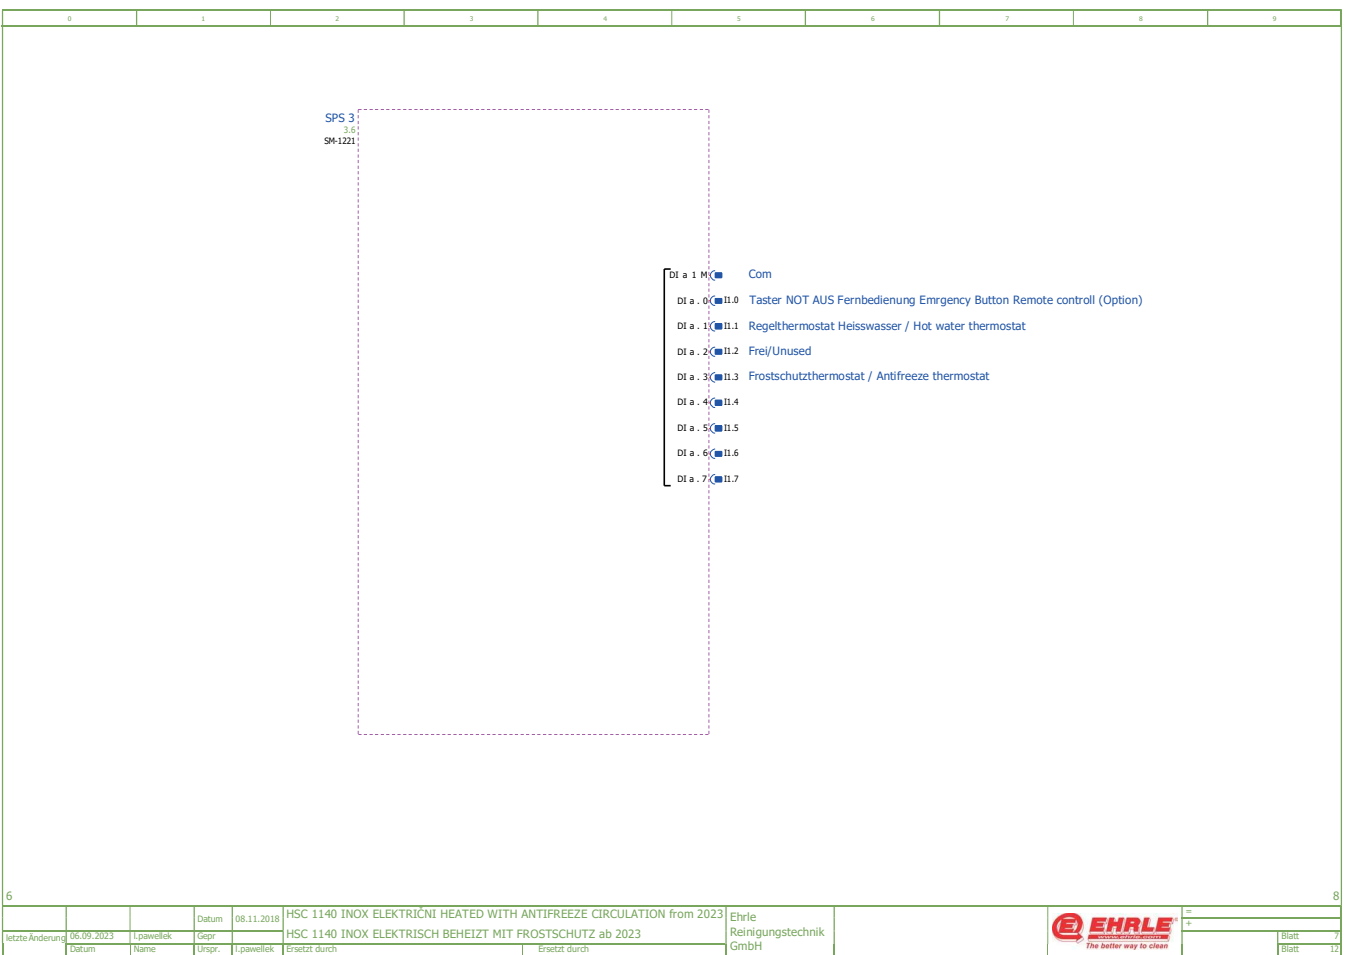 0 1 2 3 4 5 6 7 8 9
SPS 3
3.6
SM-1221
DI a 1 M Com
DI a . 0 I1.0 Taster NOT AUS Fernbedienung Emrgency Button Remote controll (Option)
DI a . 1 I1.1 Regelthermostat Heisswasser / Hot water thermostat
DI a . 2 I1.2 Frei/Unused
DI a . 3 I1.3 Frostschutzthermostat / Antifreeze thermostat
DI a . 4 I1.4
DI a . 5 I1.5
DI a . 6 I1.6
DI a . 7 I1.7
6 8
Datum 08.11.2018 HSC 1140 INOX ELEKTRIČNI HEATED WITH ANTIFREEZE CIRCULATION from 2023 Ehrle
letzte Änderung 06.09.2023 l.pawellek Gepr HSC 1140 INOX ELEKTRISCH BEHEIZT MIT FROSTSCHUTZ ab 2023 Reinigungstechnik
Datum Name Urspr. l.pawellek Ersetzt durch Ersetzt durch GmbH
EHRLE
www.ehrle.com
The better way to clean
=
+
Blatt 7
Blatt 12